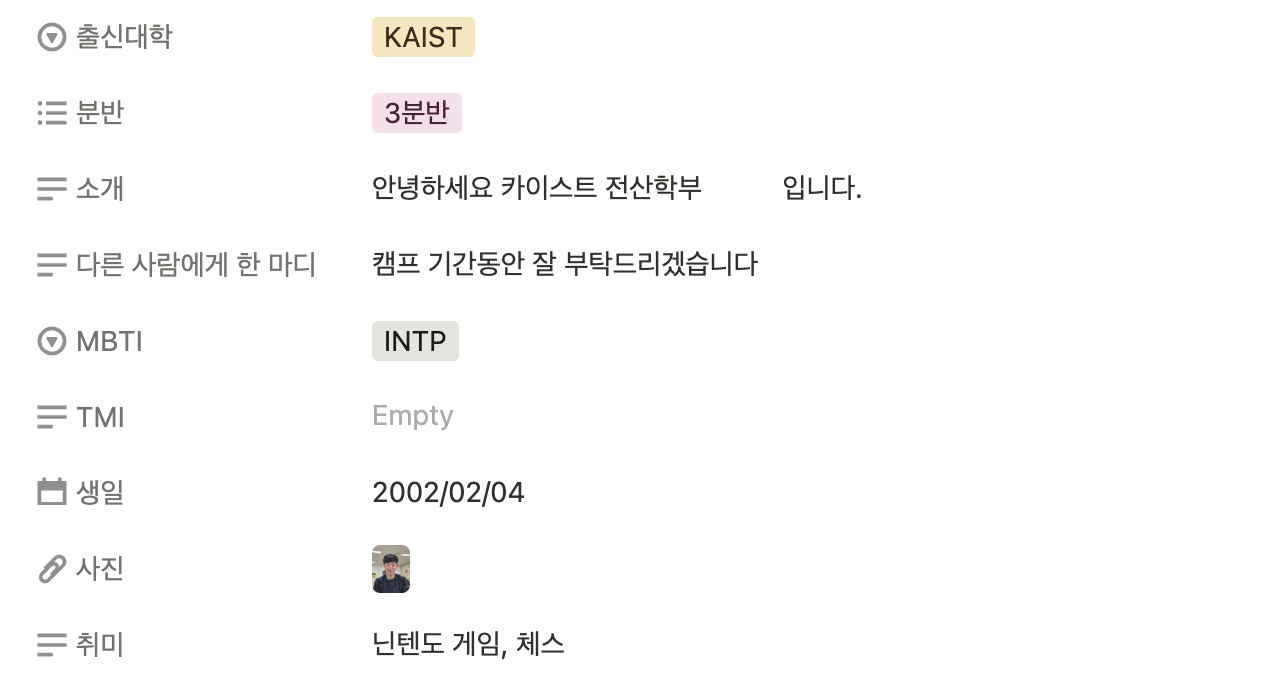 출신대학 KAIST
분반 3분반
소개 안녕하세요 카이스트 전산학부 입니다.
다른 사람에게 한 마디 캠프 기간동안 잘 부탁드리겠습니다
MBTI INTP
TMI Empty
생일 2002/02/04
사진
취미 닌텐도 게임, 체스